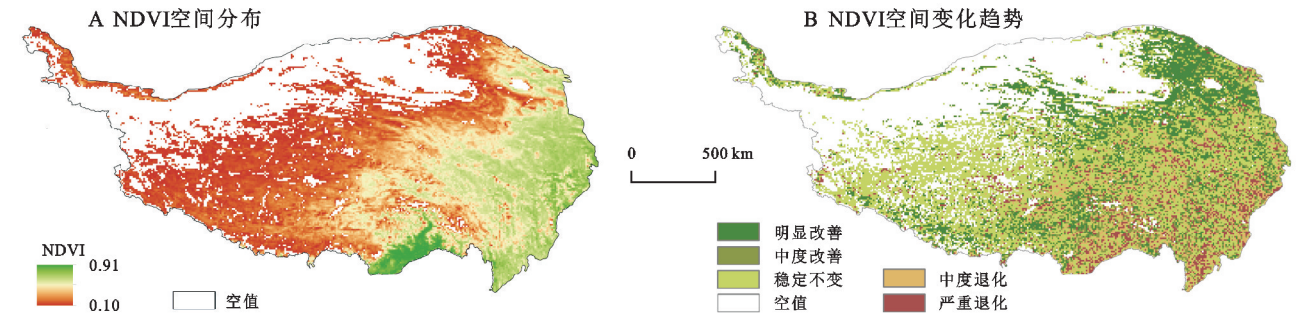 A NDVI空间分布
B NDVI空间变化趋势
0 500 km
NDVI
0.91
0.10
空值
明显改善
中度改善
稳定不变
空值
中度退化
严重退化